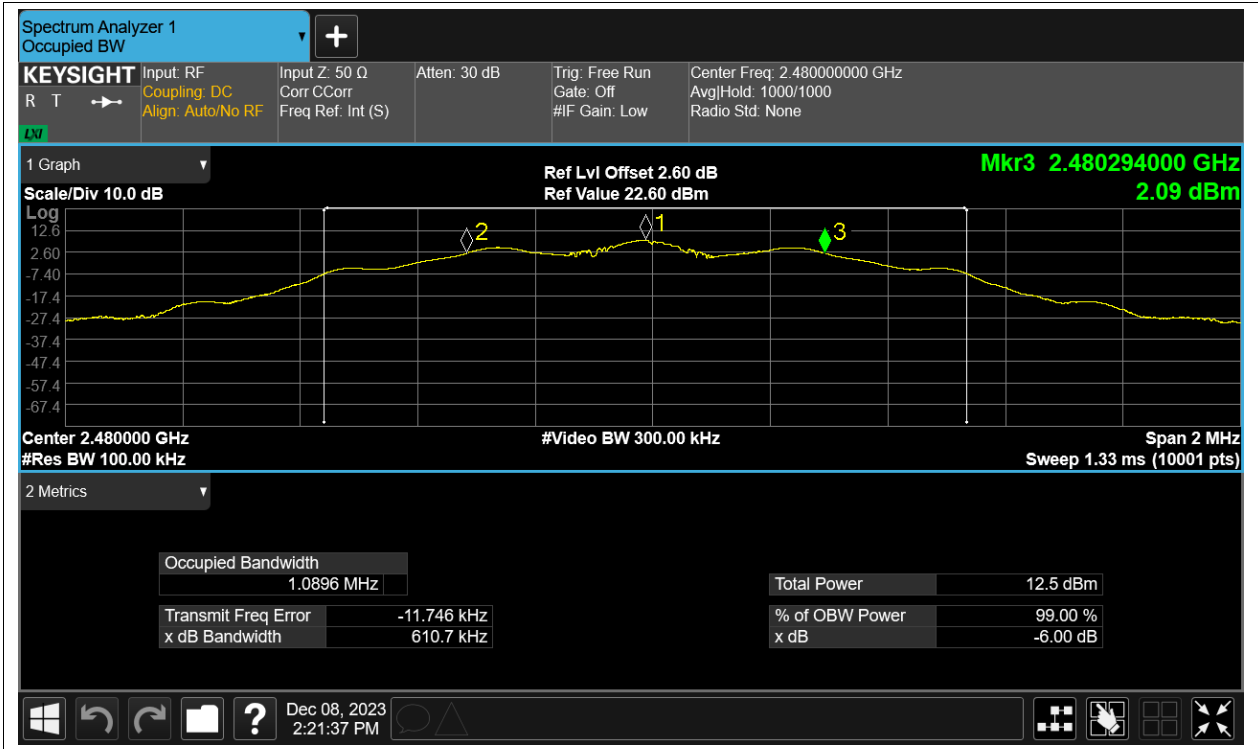 Spectrum Analyzer 1
Occupied BW
KEYSIGHT
R T
LXI
Input: RF
Coupling: DC
Align: Auto/No RF
Input Z: 50 Ω
Corr CCorr
Freq Ref: Int (S)
Atten: 30 dB
Trig: Free Run
Gate: Off
#IF Gain: Low
Center Freq: 2.480000000 GHz
Avg|Hold: 1000/1000
Radio Std: None
1 Graph
Scale/Div 10.0 dB
Ref Lvl Offset 2.60 dB
Ref Value 22.60 dBm
Mkr3 2.480294000 GHz
2.09 dBm
Log
12.6
2.60
-7.40
-17.4
-27.4
-37.4
-47.4
-57.4
-67.4
2
1
3
Center 2.480000 GHz
#Video BW 300.00 kHz
Span 2 MHz
#Res BW 100.00 kHz
Sweep 1.33 ms (10001 pts)
2 Metrics
Occupied Bandwidth
1.0896 MHz
Transmit Freq Error -11.746 kHz
x dB Bandwidth 610.7 kHz
Total Power 12.5 dBm
% of OBW Power 99.00 %
x dB -6.00 dB
?
Dec 08, 2023
2:21:37 PM